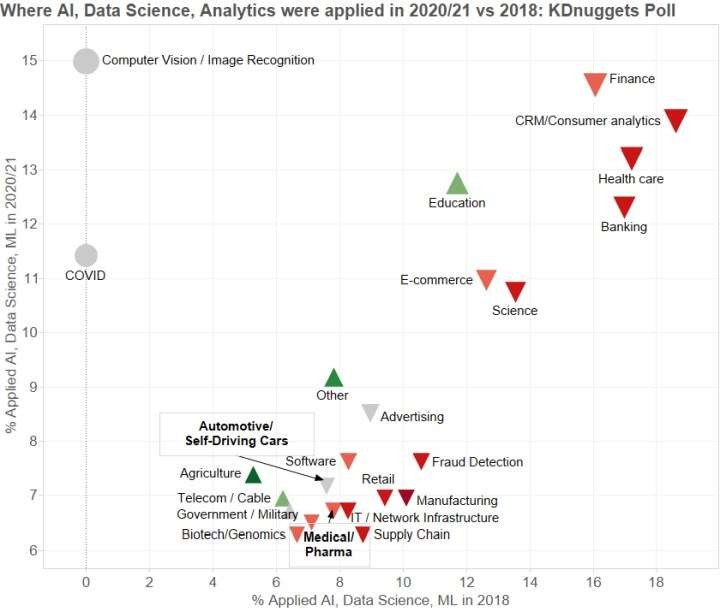 Where AI, Data Science, Analytics were applied in 2020/21 vs 2018: KDnuggets Poll
15
Computer Vision / Image Recognition
Finance
14
CRM/Consumer analytics
13
Health care
Education
Banking
12
COVID
11
E-commerce
Science
10
9
Other
Advertising
Automotive/
Self-Driving Cars
8
Software
Fraud Detection
Agriculture
Retail
7
Telecom / Cable
Manufacturing
Government / Military
IT / Network Infrastructure
Biotech/Genomics
Medical/
Pharma
Supply Chain
6
% Applied AI, Data Science, ML in 2020/21
0
2
4
6
8
10
12
14
16
18
% Applied AI, Data Science, ML in 2018